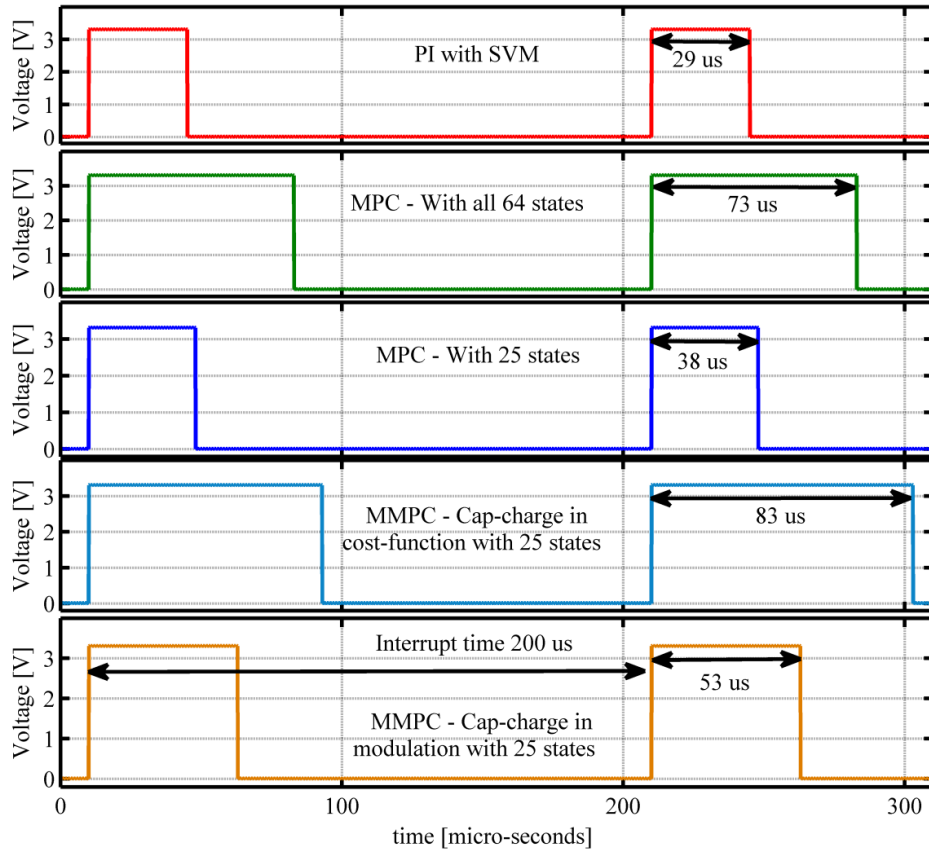 Voltage [V]
3
2
1
0
PI with SVM
29 us
Voltage [V]
3
2
1
0
MPC - With all 64 states
73 us
Voltage [V]
3
2
1
0
MPC - With 25 states
38 us
Voltage [V]
3
2
1
0
MMPC - Cap-charge in
cost-function with 25 states
83 us
Voltage [V]
3
2
1
0
Interrupt time 200 us
53 us
MMPC - Cap-charge in
modulation with 25 states
0 100 200 300
time [micro-seconds]